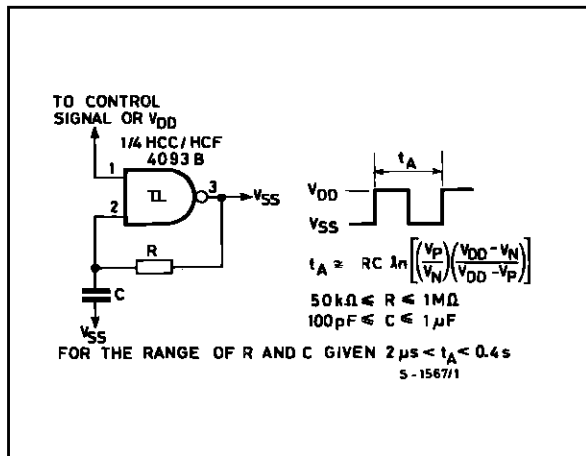 TO CONTROL
SIGNAL OR VDD
1/4 HCC/HCF
4093 B
1
2
3
VSS
R
C
VSS
tA
VDD
VSS
tA ≅ RC ln[(VP/VN)(VDD-VN/VDD-VP)]
50kΩ ≤ R ≤ 1MΩ
100pF ≤ C ≤ 1µF
FOR THE RANGE OF R AND C GIVEN 2µs < tA < 0.4s
S-1567/1